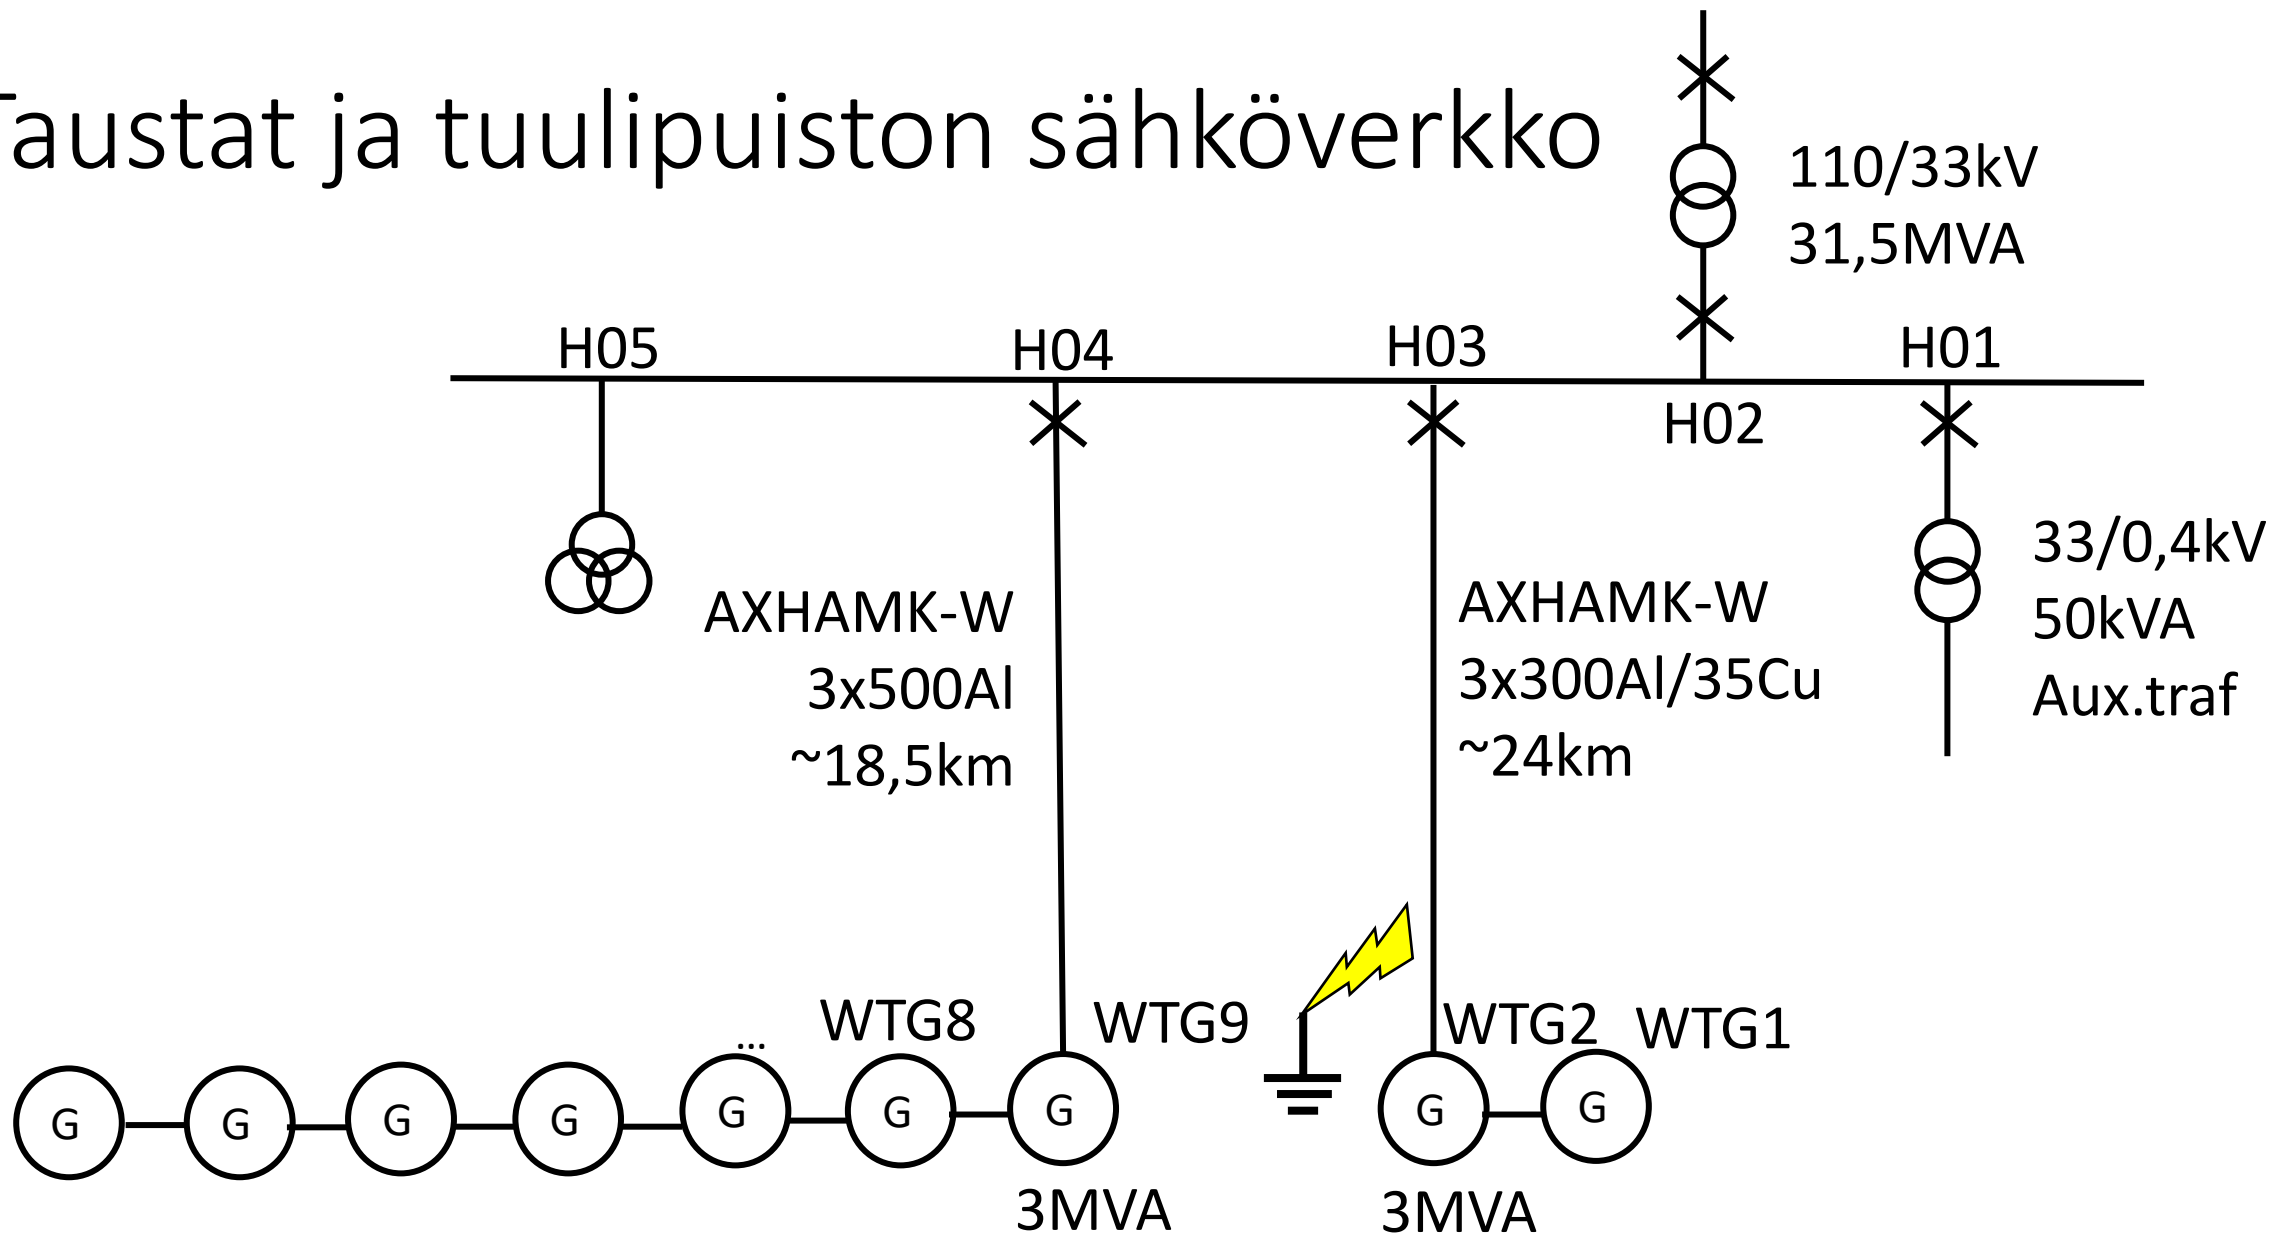 Taustat ja tuulipuiston sähköverkko
110/33kV
31,5MVA
H05
H04
H03
H01
H02
AXHAMK-W
3x500Al
~18,5km
AXHAMK-W
3x300Al/35Cu
~24km
33/0,4kV
50kVA
Aux.traf
...
WTG8
WTG9
WTG2
WTG1
G
G
G
G
G
G
G
G
G
3MVA
3MVA